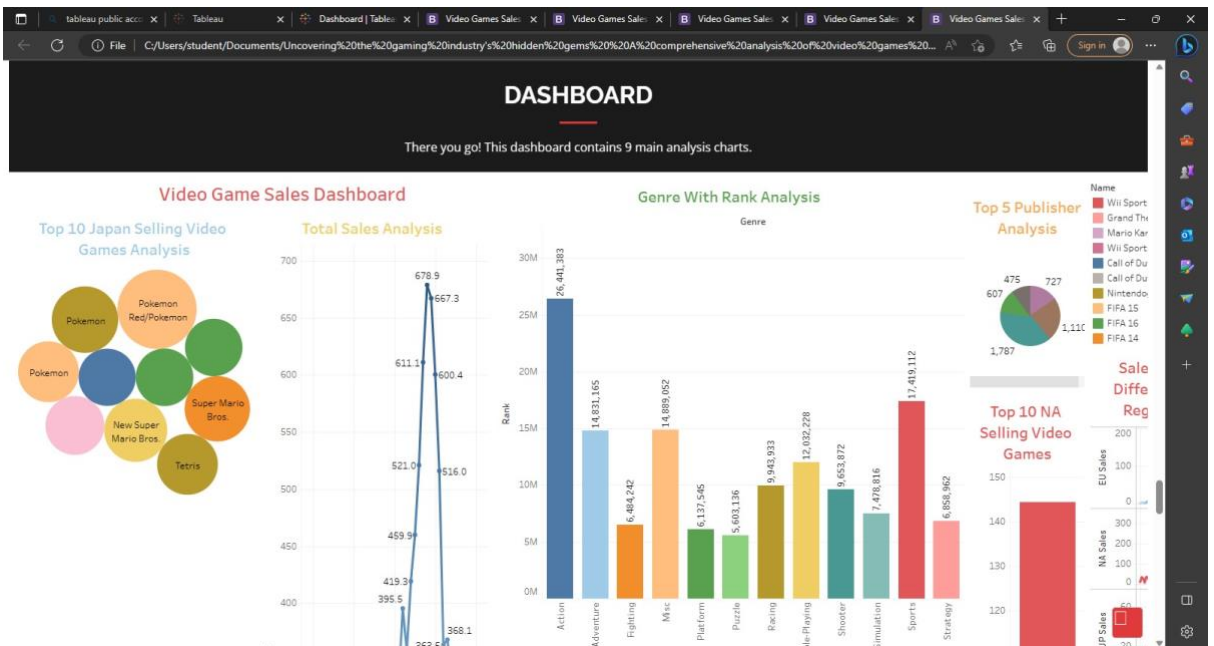 tableau public acco
Tableau
Dashboard | Tablea
Video Games Sales
Video Games Sales
Video Games Sales
Video Games Sales
Video Games Sales
File
C:/Users/student/Documents/Uncovering%20the%20gaming%20industry's%20hidden%20gems%20%20A%20comprehensive%20analysis%20of%20video%20games%20...
Sign in
DASHBOARD
There you go! This dashboard contains 9 main analysis charts.
Video Game Sales Dashboard
Top 10 Japan Selling Video
Games Analysis
Pokemon
Pokemon
Red/Pokemon
Pokemon
Super Mario
Bros.
New Super
Mario Bros.
Tetris
Total Sales Analysis
700
650
600
550
500
450
400
678.9
667.3
611.1
600.4
521.0
516.0
459.9
419.3
395.5
368.1
Genre With Rank Analysis
Genre
Rank
30M
25M
20M
15M
10M
5M
0M
26,441,383
14,831,165
6,484,242
14,889,052
6,137,545
5,603,136
9,943,933
12,032,228
9,653,872
7,478,816
17,419,112
6,858,962
Action
Adventure
Fighting
Misc
Platform
Puzzle
Racing
le-Playing
Shooter
Simulation
Sports
Strategy
Top 5 Publisher
Analysis
475
727
607
1,110
1,787
Name
Wii Sport
Grand The
Mario Kar
Wii Sport
Call of Du
Call of Du
Nintendo
FIFA 15
FIFA 16
FIFA 14
Top 10 NA
Selling Video
Games
150
140
130
120
Sale
Diffe
Reg
EU Sales
200
100
0
NA Sales
300
200
100
0
JP Sales